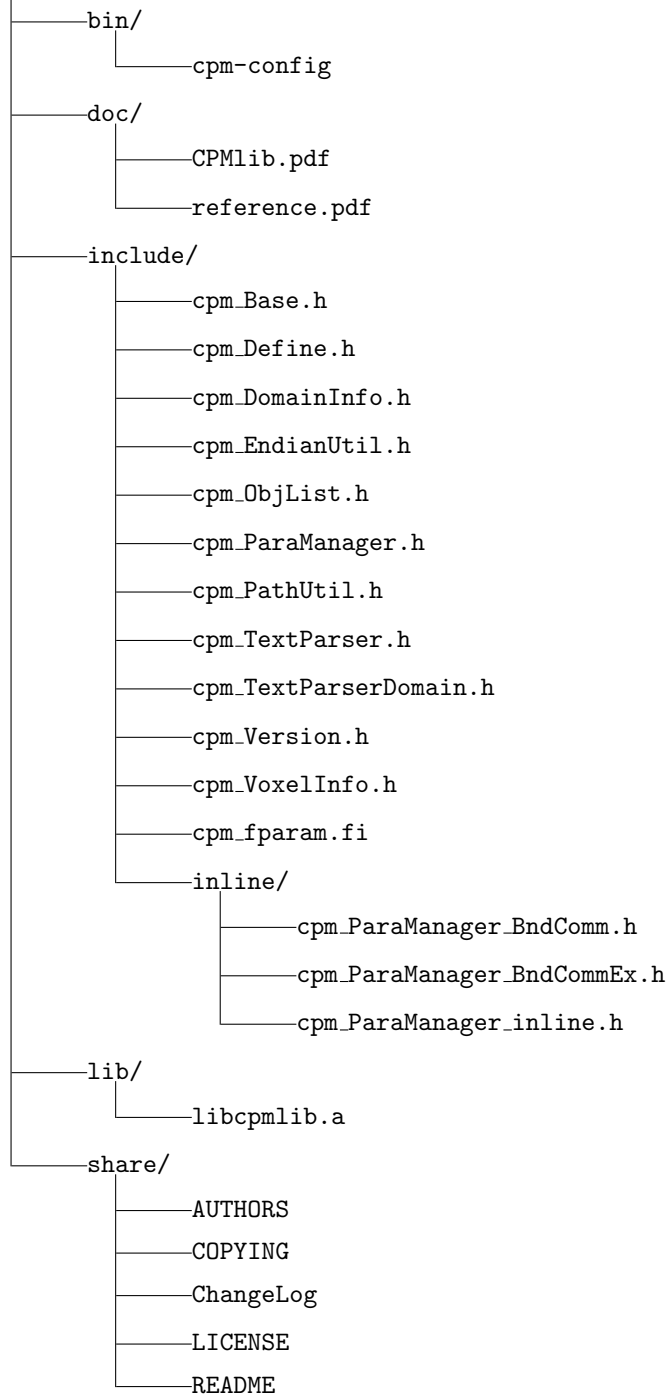 bin/
cpm-config
doc/
CPMlib.pdf
reference.pdf
include/
cpm_Base.h
cpm_Define.h
cpm_DomainInfo.h
cpm_EndianUtil.h
cpm_ObjList.h
cpm_ParaManager.h
cpm_PathUtil.h
cpm_TextParser.h
cpm_TextParserDomain.h
cpm_Version.h
cpm_VoxelInfo.h
cpm_fparam.fi
inline/
cpm_ParaManager_BndComm.h
cpm_ParaManager_BndCommEx.h
cpm_ParaManager_inline.h
lib/
libcpmlib.a
share/
AUTHORS
COPYING
ChangeLog
LICENSE
README